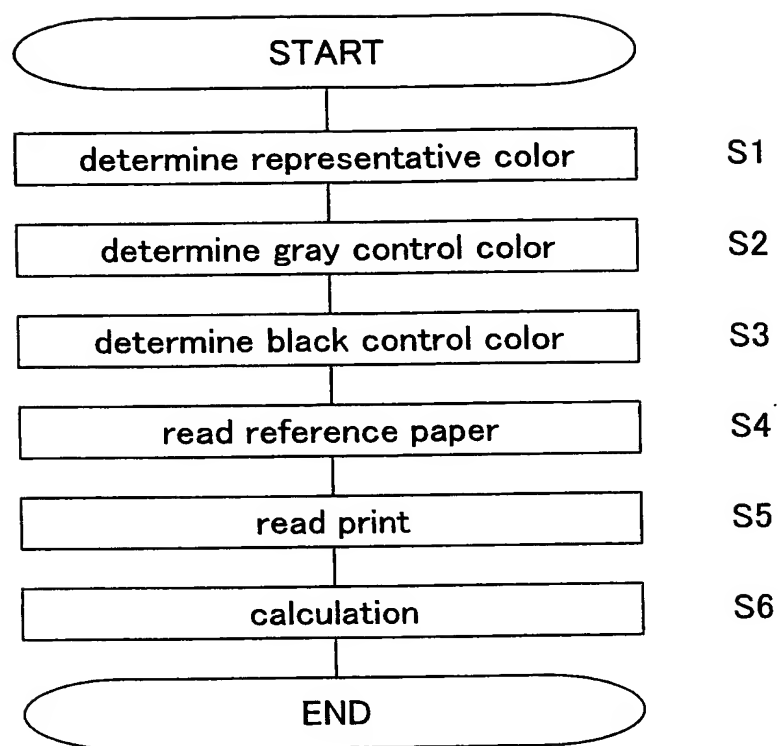 START
determine representative color S1
determine gray control color S2
determine black control color S3
read reference paper S4
read print S5
calculation S6
END